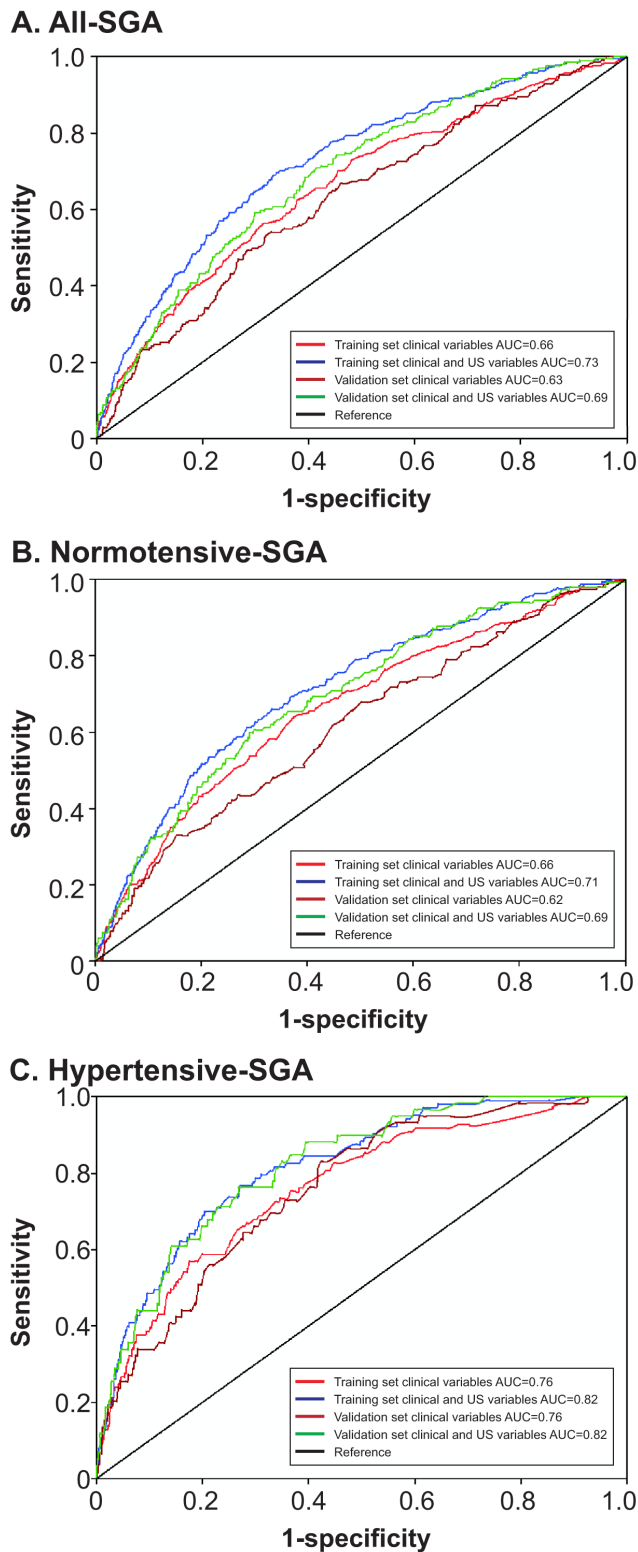 A. All-SGA
1.0
0.8
0.6
0.4
0.2
0
Sensitivity
Training set clinical variables AUC=0.66
Training set clinical and US variables AUC=0.73
Validation set clinical variables AUC=0.63
Validation set clinical and US variables AUC=0.69
Reference
0 0.2 0.4 0.6 0.8 1.0
1-specificity
B. Normotensive-SGA
1.0
0.8
0.6
0.4
0.2
0
Sensitivity
Training set clinical variables AUC=0.66
Training set clinical and US variables AUC=0.71
Validation set clinical variables AUC=0.62
Validation set clinical and US variables AUC=0.69
Reference
0 0.2 0.4 0.6 0.8 1.0
1-specificity
C. Hypertensive-SGA
1.0
0.8
0.6
0.4
0.2
0
Sensitivity
Training set clinical variables AUC=0.76
Training set clinical and US variables AUC=0.82
Validation set clinical variables AUC=0.76
Validation set clinical and US variables AUC=0.82
Reference
0 0.2 0.4 0.6 0.8 1.0
1-specificity